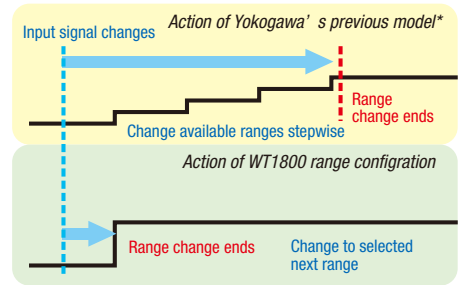 Action of Yokogawa' s previous model*
Input signal changes
Range
change ends
Change available ranges stepwise
Action of WT1800 range configration
Range change ends
Change to selected
next range